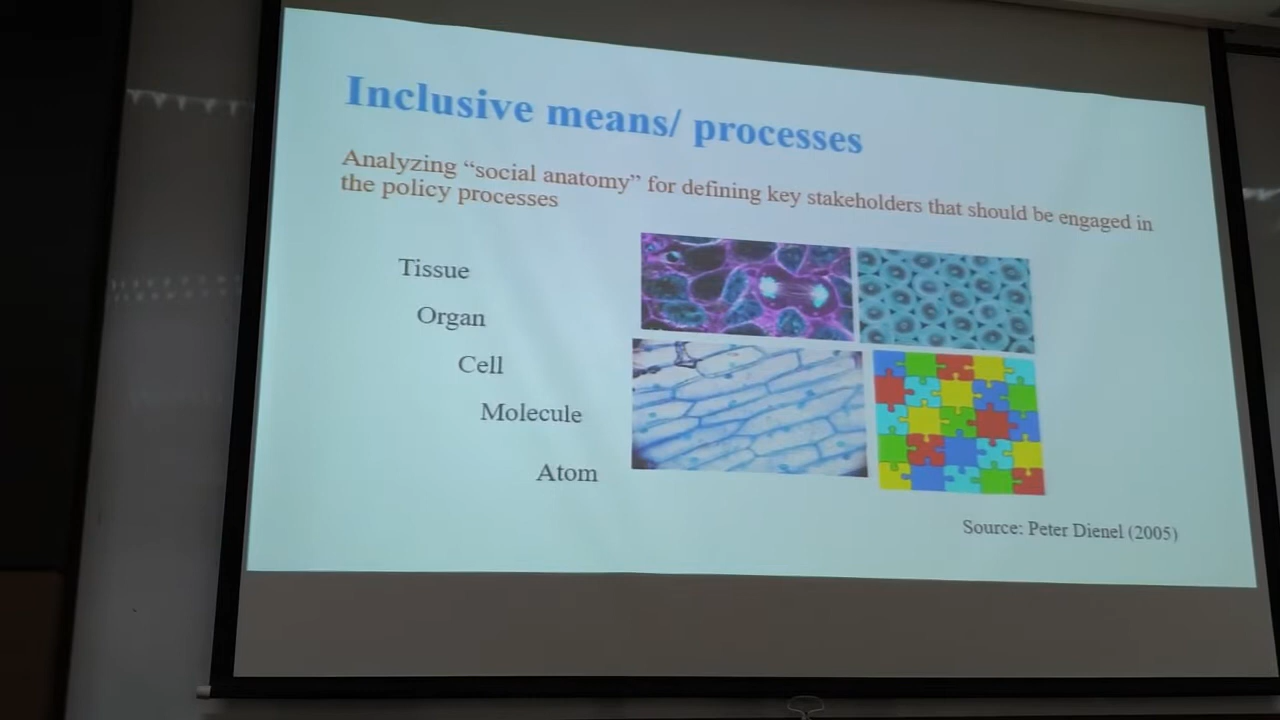 Inclusive means/ processes
Analyzing “social anatomy” for defining key stakeholders that should be engaged in
the policy processes
Tissue
Organ
Cell
Molecule
Atom
Source: Peter Dienel (2005)